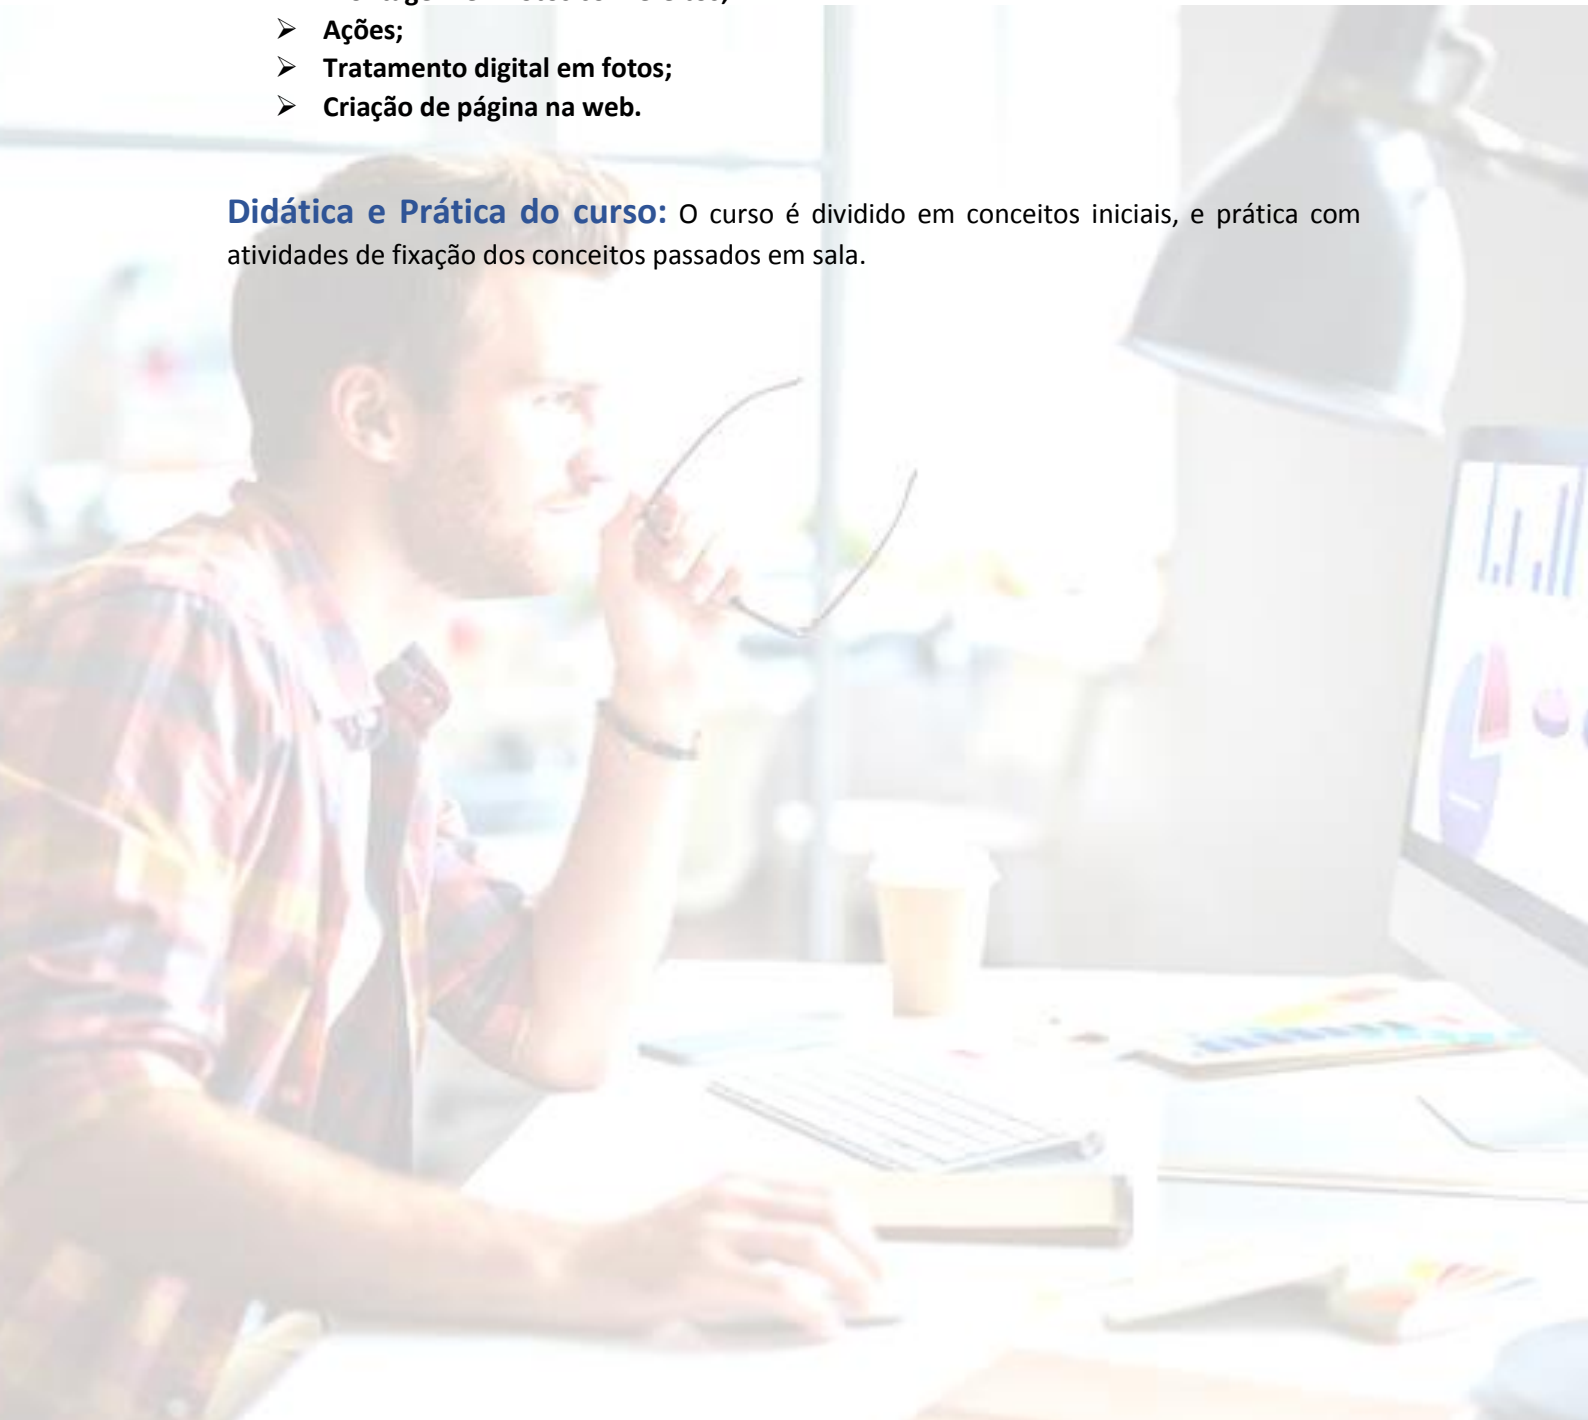 ➢ Ações;
➢ Tratamento digital em fotos;
➢ Criação de página na web.
Didática e Prática do curso: O curso é dividido em conceitos iniciais, e prática com
atividades de fixação dos conceitos passados em sala.